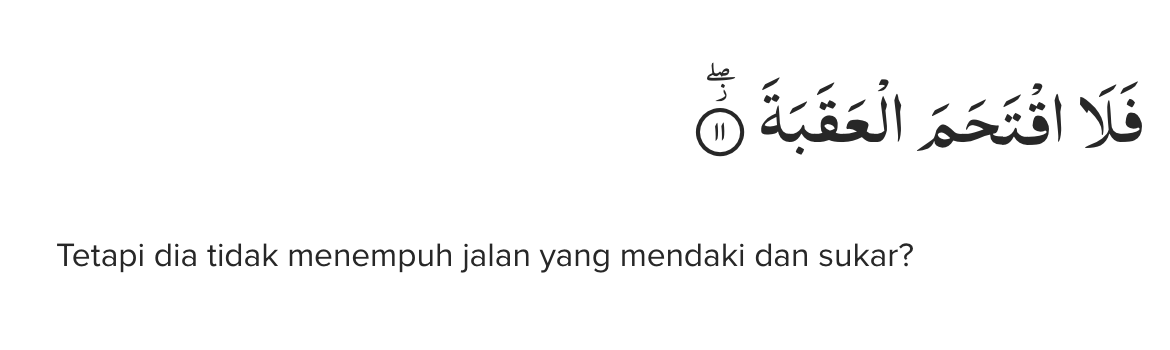 فَلَا اقْتَحَمَ الْعَقَبَةَ ۖز ١١
Tetapi dia tidak menempuh jalan yang mendaki dan sukar?